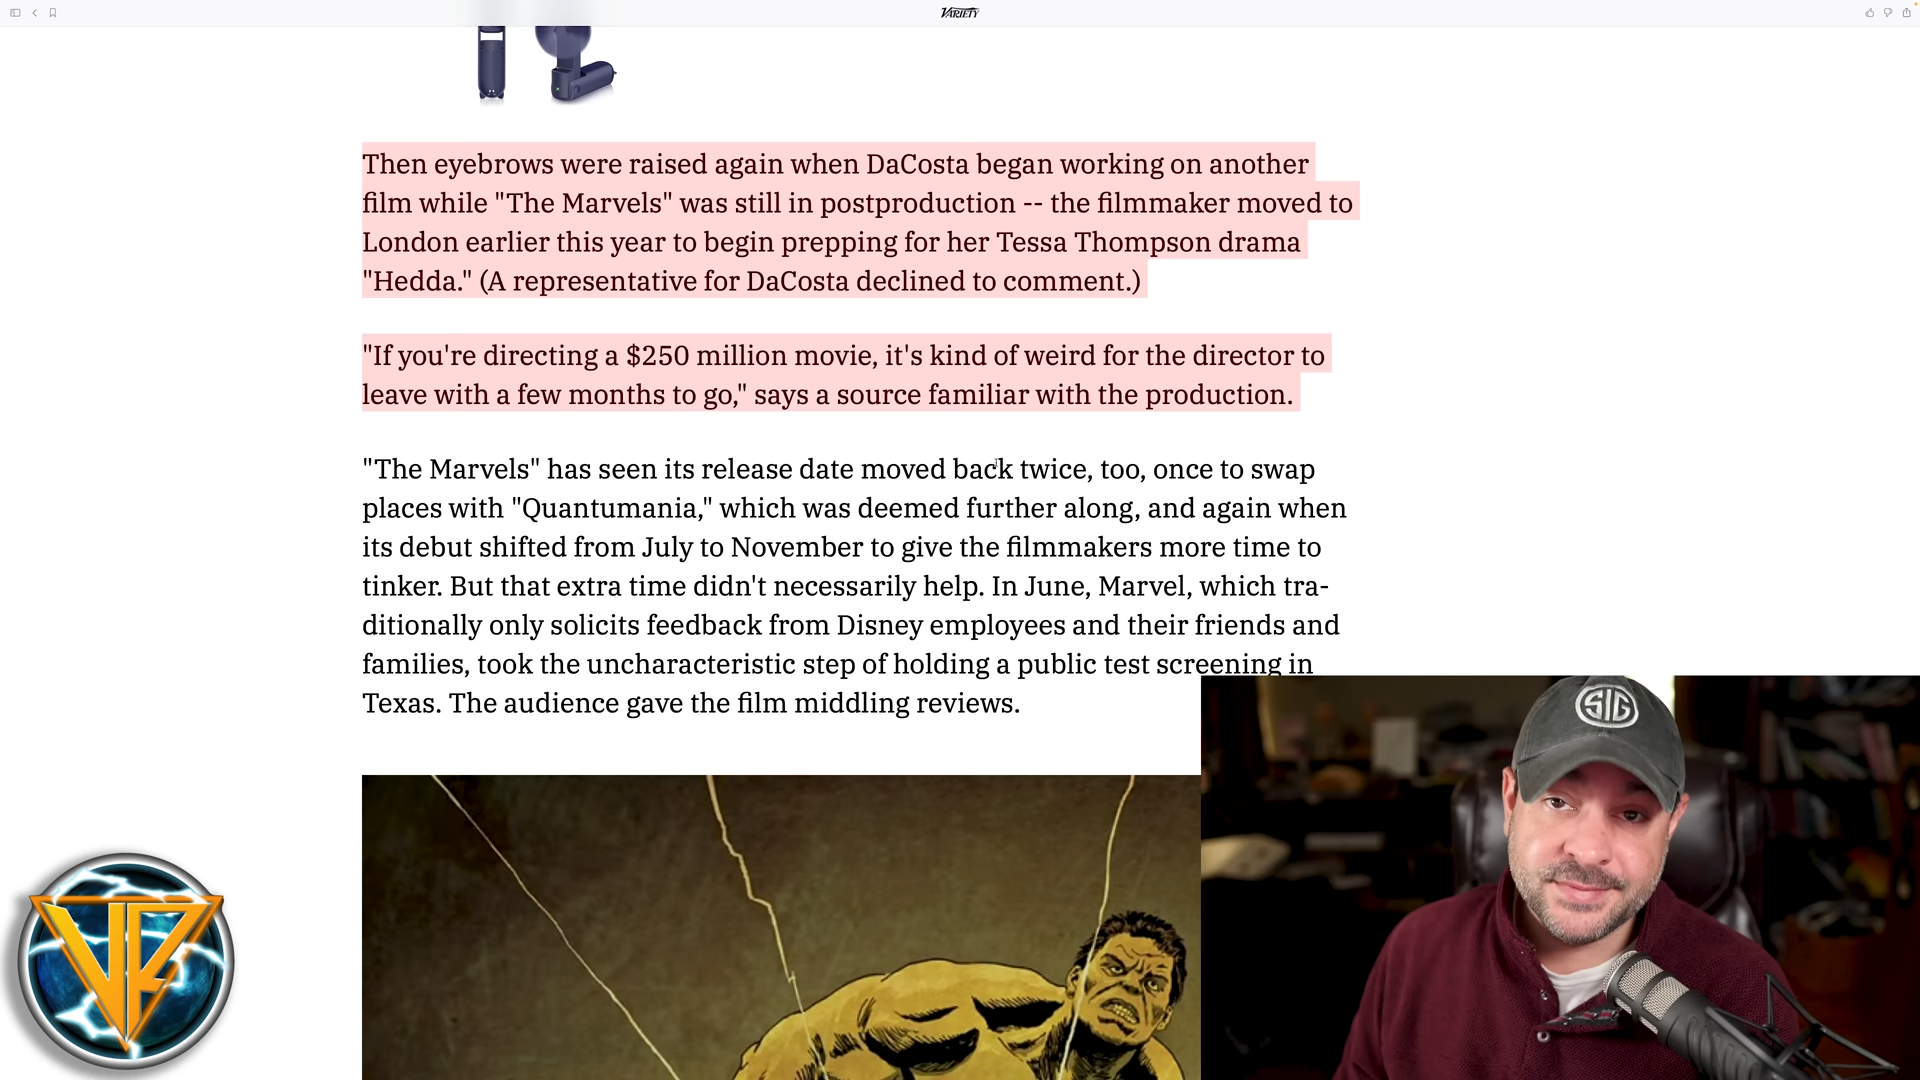 VARIETY
Then eyebrows were raised again when DaCosta began working on another
film while "The Marvels" was still in postproduction -- the filmmaker moved to
London earlier this year to begin prepping for her Tessa Thompson drama
"Hedda." (A representative for DaCosta declined to comment.)
"If you're directing a $250 million movie, it's kind of weird for the director to
leave with a few months to go," says a source familiar with the production.
"The Marvels" has seen its release date moved back twice, too, once to swap
places with "Quantumania," which was deemed further along, and again when
its debut shifted from July to November to give the filmmakers more time to
tinker. But that extra time didn't necessarily help. In June, Marvel, which tra-
ditionally only solicits feedback from Disney employees and their friends and
families, took the uncharacteristic step of holding a public test screening in
Texas. The audience gave the film middling reviews.
SIG